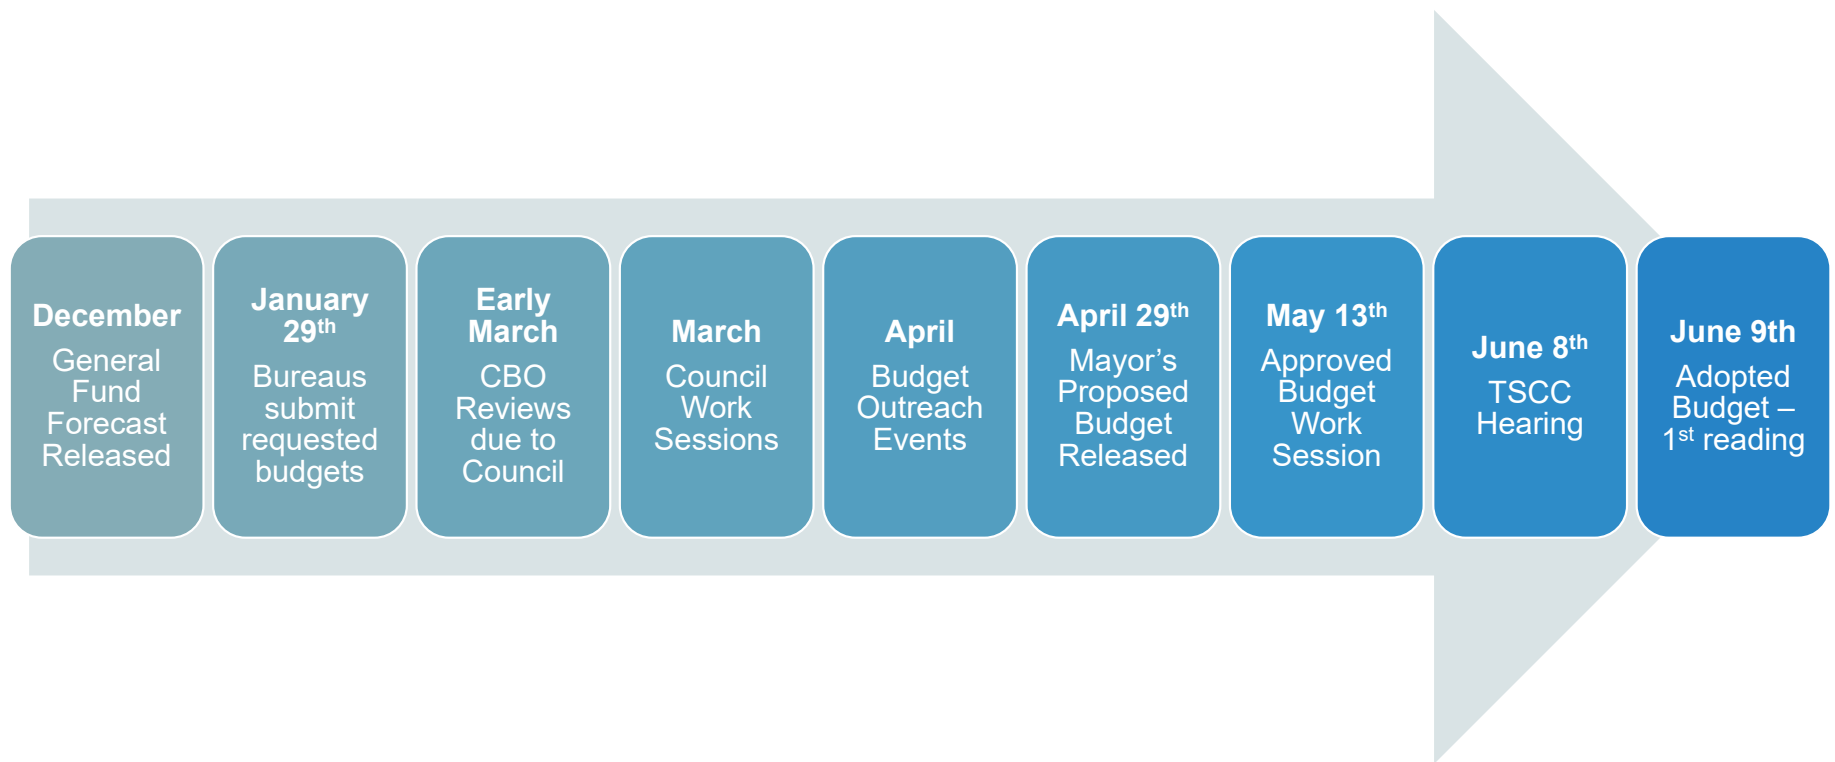 December
General
Fund
Forecast
Released
January
29th
Bureaus
submit
requested
budgets
Early
March
CBO
Reviews
due to
Council
March
Council
Work
Sessions
April
Budget
Outreach
Events
April 29th
Mayor’s
Proposed
Budget
Released
May 13th
Approved
Budget
Work
Session
June 8th
TSCC
Hearing
June 9th
Adopted
Budget –
1st reading